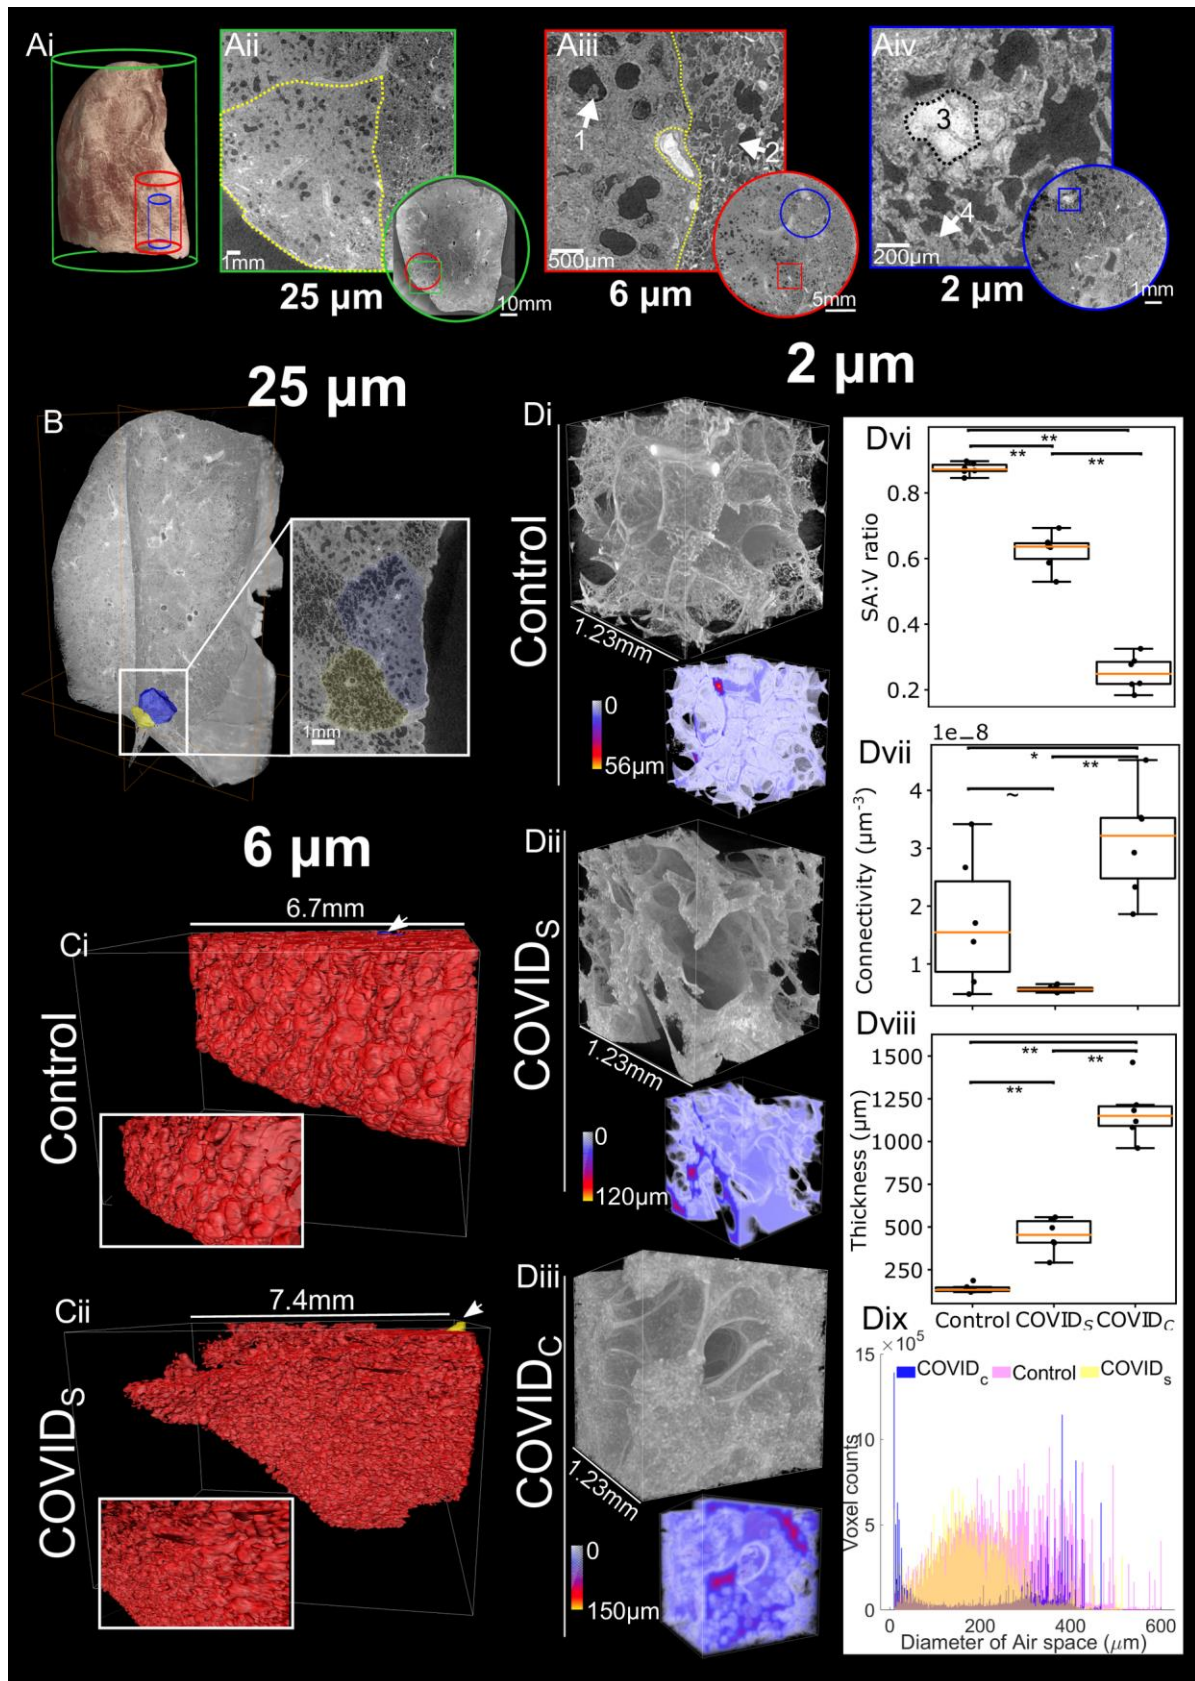 Ai
Aii
1mm
25 µm
10mm
Aiii
1
2
500µm
6 µm
.5mm
Aiv
3
4
200µm
2 µm
1mm
25 µm
2 µm
B
1mm
6 µm
Ci
Control
6.7mm
Cii
COVIDS
7.4mm
Di
Control
1.23mm
0
56µm
Dii
COVIDS
1.23mm
0
120µm
Diii
COVIDC
1.23mm
0
150µm
Dvi
SA:V ratio
0.8
0.6
0.4
0.2
**
**
**
Dvii
1e−8
Connectivity (µm-3)
4
3
1
*
**
~
Dviii
Thickness (µm)
1500
1250
1000
750
500
250
**
**
**
Control COVIDS COVIDC
Dix
×10^5
15
10
5
0
Voxel counts
COVIDc Control COVIDs
0 200 400 600
Diameter of Air space (µm)